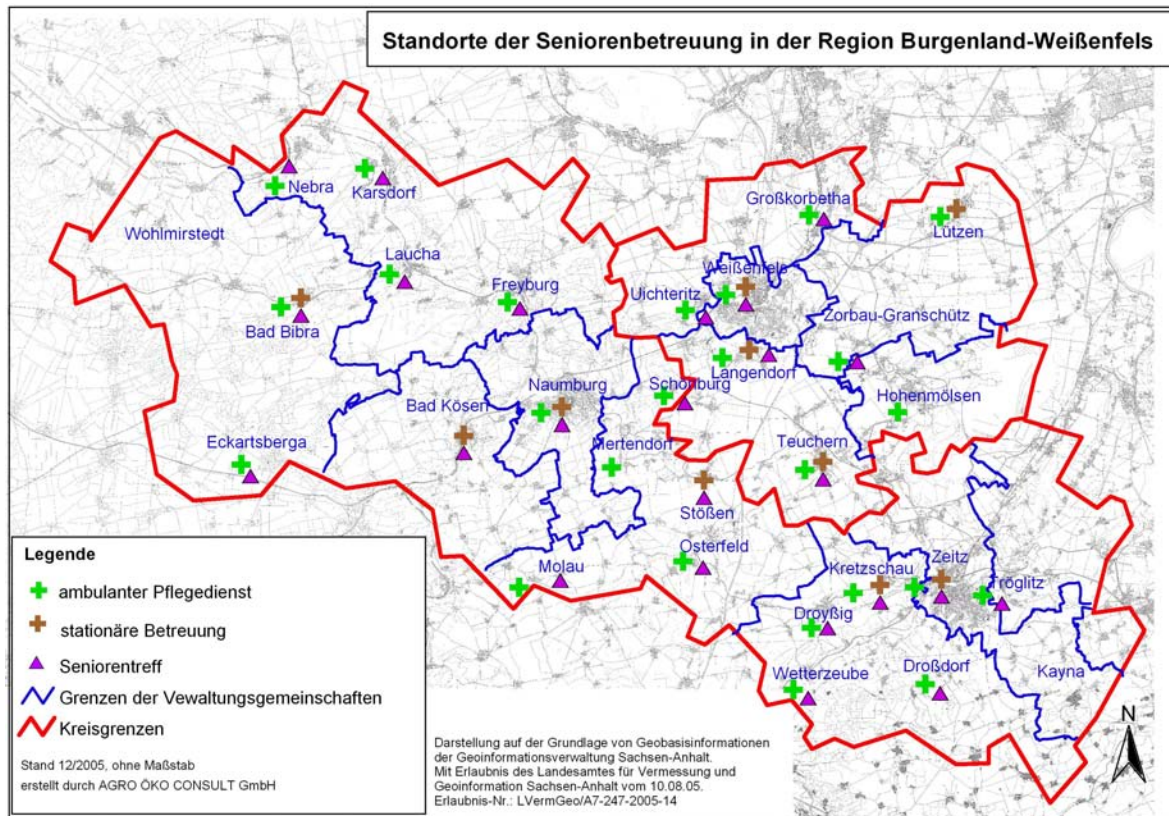 Standorte der Seniorenbetreuung in der Region Burgenland-Weißenfels
Nebra
Karsdorf
Großkorbetha
Lützen
Wohlmirstedt
Laucha
Weißenfels
Freyburg
Uichteritz
Zorbau-Granschütz
Bad Bibra
Langendorf
Naumburg
Schönburg
Hohenmölsen
Bad Kösen
Eckartsberga
Mertendorf
Teuchern
Stößen
Osterfeld
Molau
Kretzschau
Zeitz
Tröglitz
Droyßig
Wetterzeube
Droßdorf
Kayna
N
Legende
ambulanter Pflegedienst
stationäre Betreuung
Seniorentreff
Grenzen der Vewaltungsgemeinschaften
Kreisgrenzen
Stand 12/2005, ohne Maßstab
erstellt durch AGRO ÖKO CONSULT GmbH
Darstellung auf der Grundlage von Geobasisinformationen
der Geoinformationsverwaltung Sachsen-Anhalt.
Mit Erlaubnis des Landesamtes für Vermessung und
Geoinformation Sachsen-Anhalt vom 10.08.05.
Erlaubnis-Nr.: LVermGeo/A7-247-2005-14